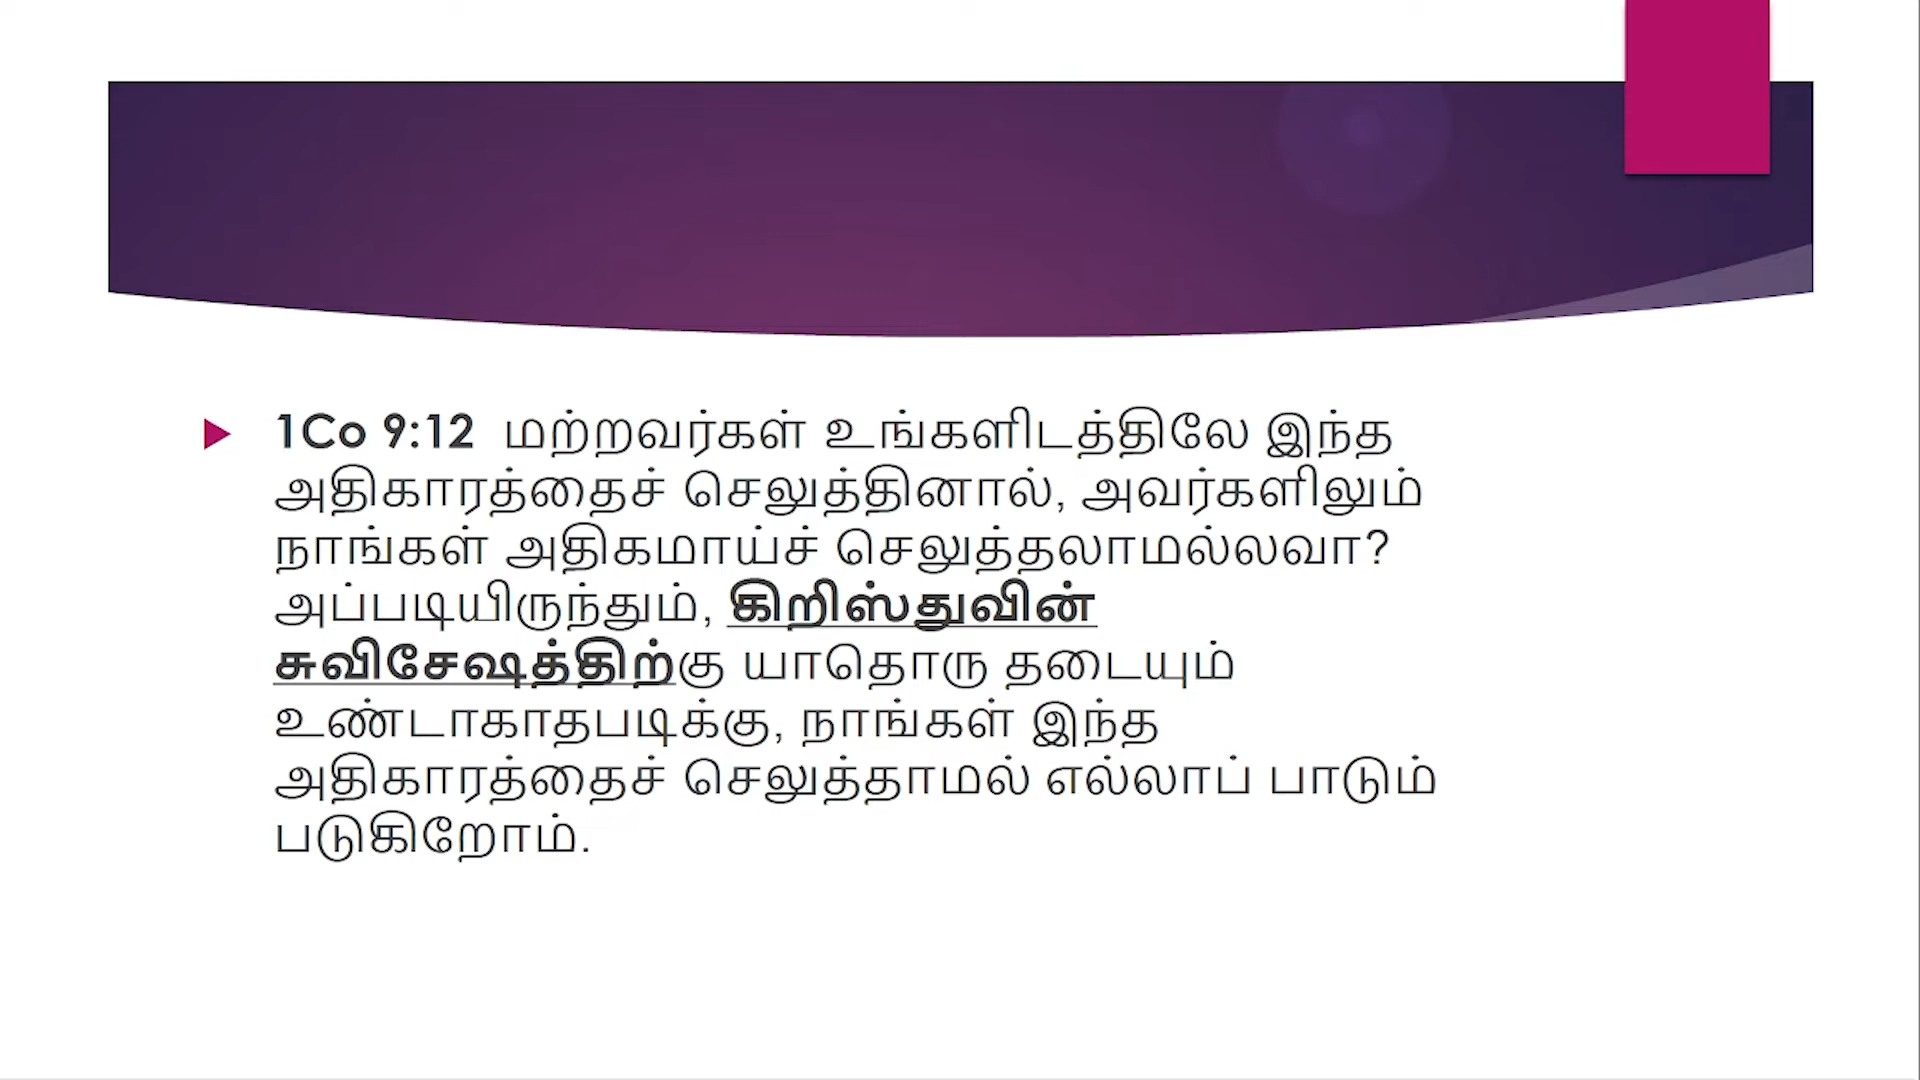 1Co 9:12 மற்றவர்கள் உங்களிடத்திலே இந்த
அதிகாரத்தைச் செலுத்தினால், அவர்களிலும்
நாங்கள் அதிகமாய்ச் செலுத்தலாமல்லவா?
அப்படியிருந்தும், கிறிஸ்துவின்
சுவிசேஷத்திற்கு யாதொரு தடையும்
உண்டாகாதபடிக்கு, நாங்கள் இந்த
அதிகாரத்தைச் செலுத்தாமல் எல்லாப் பாடும்
படுகிறோம்.